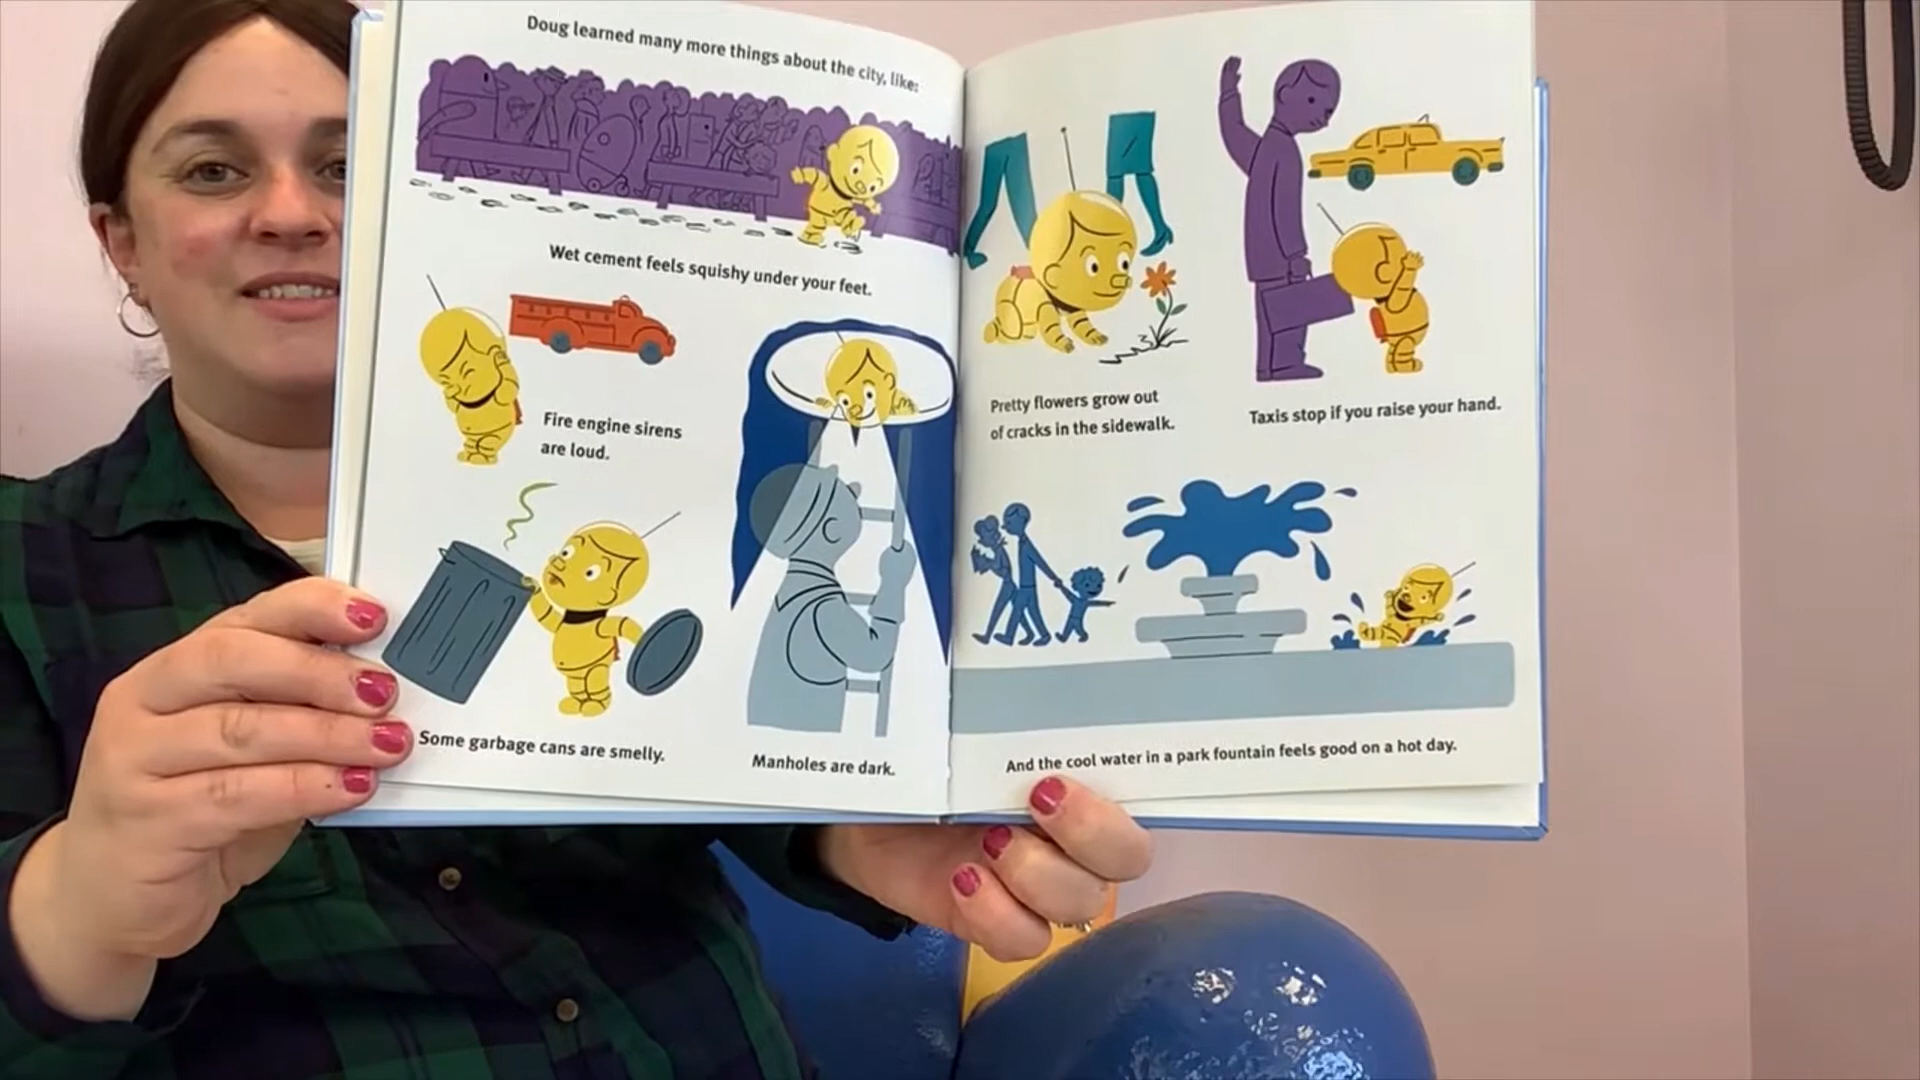 Doug learned many more things about the city, like:
Wet cement feels squishy under your feet.
Fire engine sirens
are loud.
Some garbage cans are smelly.
Manholes are dark.
Pretty flowers grow out
of cracks in the sidewalk.
Taxis stop if you raise your hand.
And the cool water in a park fountain feels good on a hot day.